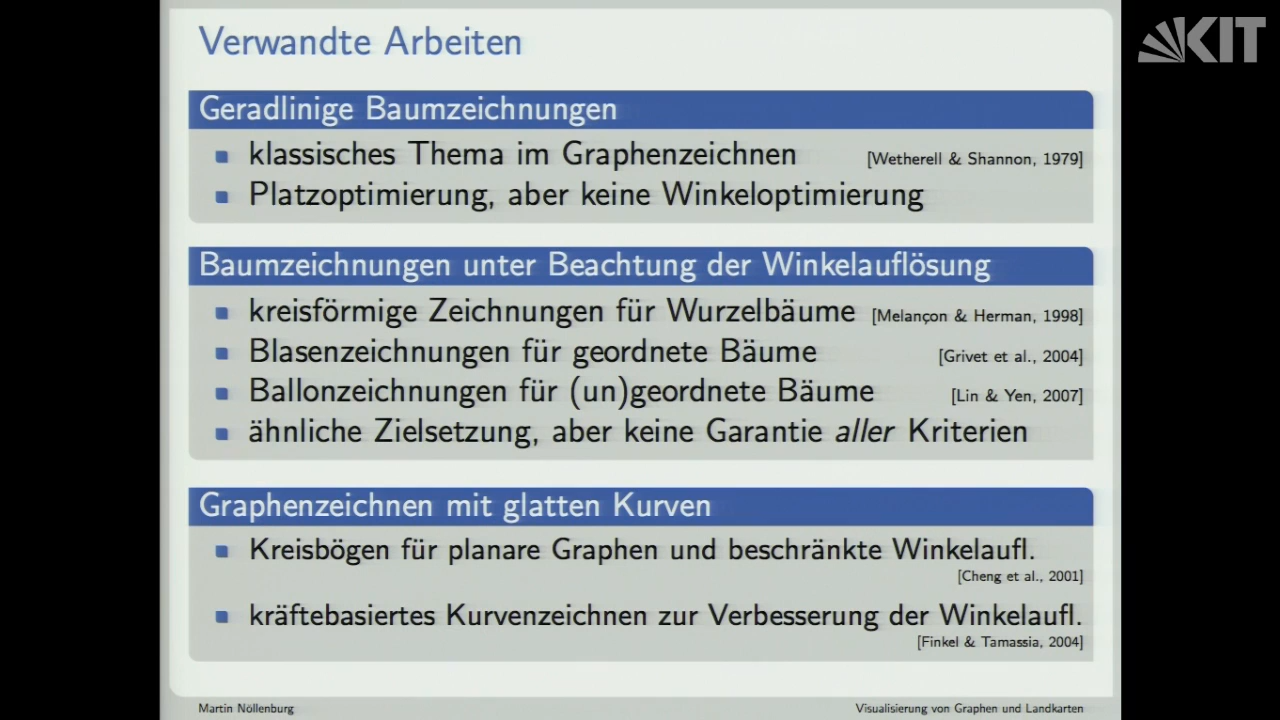 Verwandte Arbeiten
KIT
Geradlinige Baumzeichnungen
klassisches Thema im Graphenzeichnen [Wetherell & Shannon, 1979]
Platzoptimierung, aber keine Winkeloptimierung
Baumzeichnungen unter Beachtung der Winkelauflösung
kreisförmige Zeichnungen für Wurzelbäume [Melançon & Herman, 1998]
Blasenzeichnungen für geordnete Bäume [Grivet et al., 2004]
Ballonzeichnungen für (un)geordnete Bäume [Lin & Yen, 2007]
ähnliche Zielsetzung, aber keine Garantie aller Kriterien
Graphenzeichnen mit glatten Kurven
Kreisbögen für planare Graphen und beschränkte Winkelaufl.
[Cheng et al., 2001]
kräftebasiertes Kurvenzeichnen zur Verbesserung der Winkelaufl.
[Finkel & Tamassia, 2004]
Martin Nöllenburg Visualisierung von Graphen und Landkarten